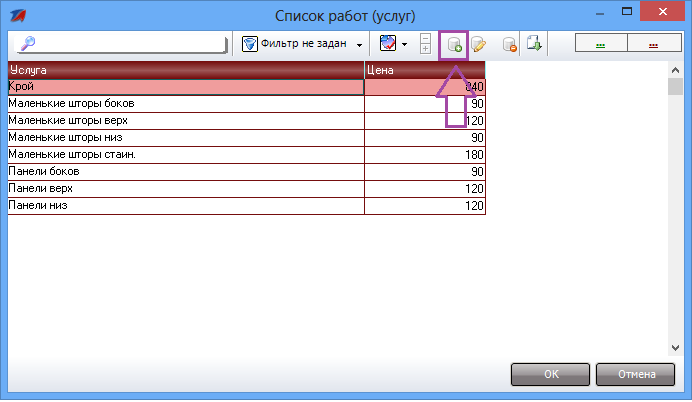 Список работ (услуг)
Фильтр не задан
... ...
Услуга Цена
Крой 840
Маленькие шторы боков 90
Маленькие шторы верх 120
Маленькие шторы низ 90
Маленькие шторы стаин. 180
Панели боков 90
Панели верх 120
Панели низ 120
OK Отмена